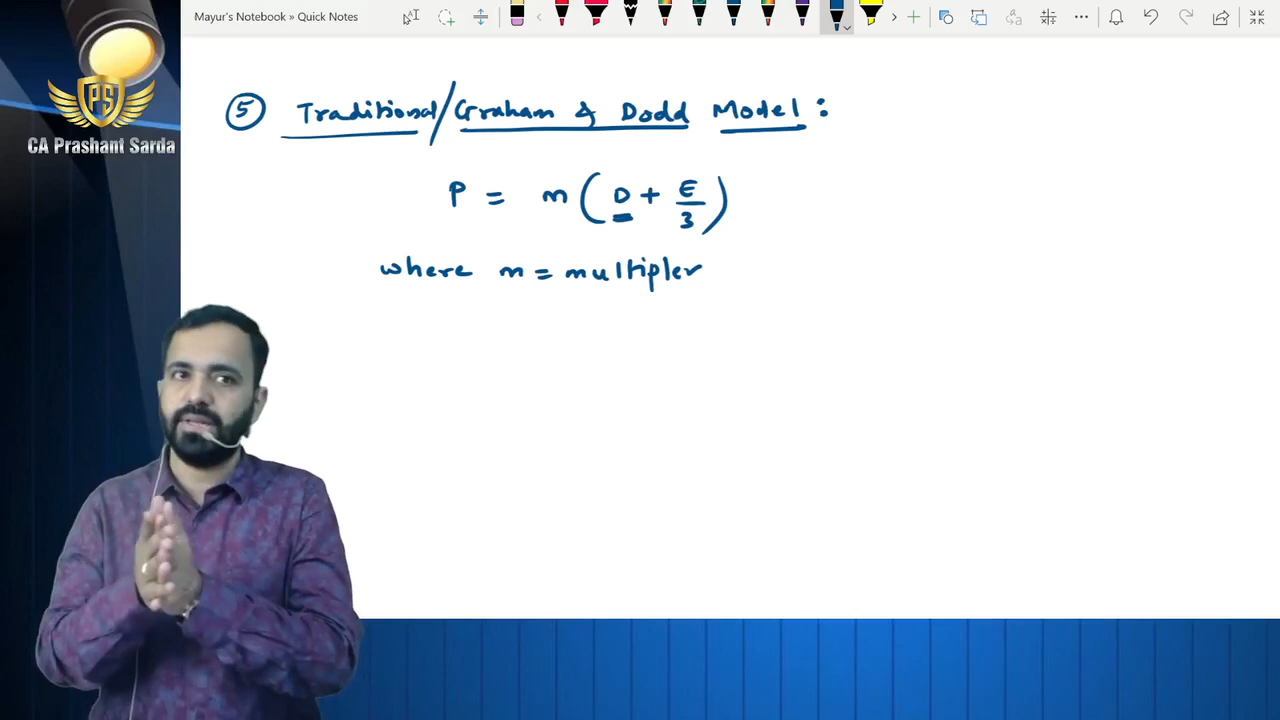 Mayur's Notebook » Quick Notes
PS
CA Prashant Sarda
⑤ Traditional/Graham & Dodd Model:
P = m(D + E/3)
where m = multipler